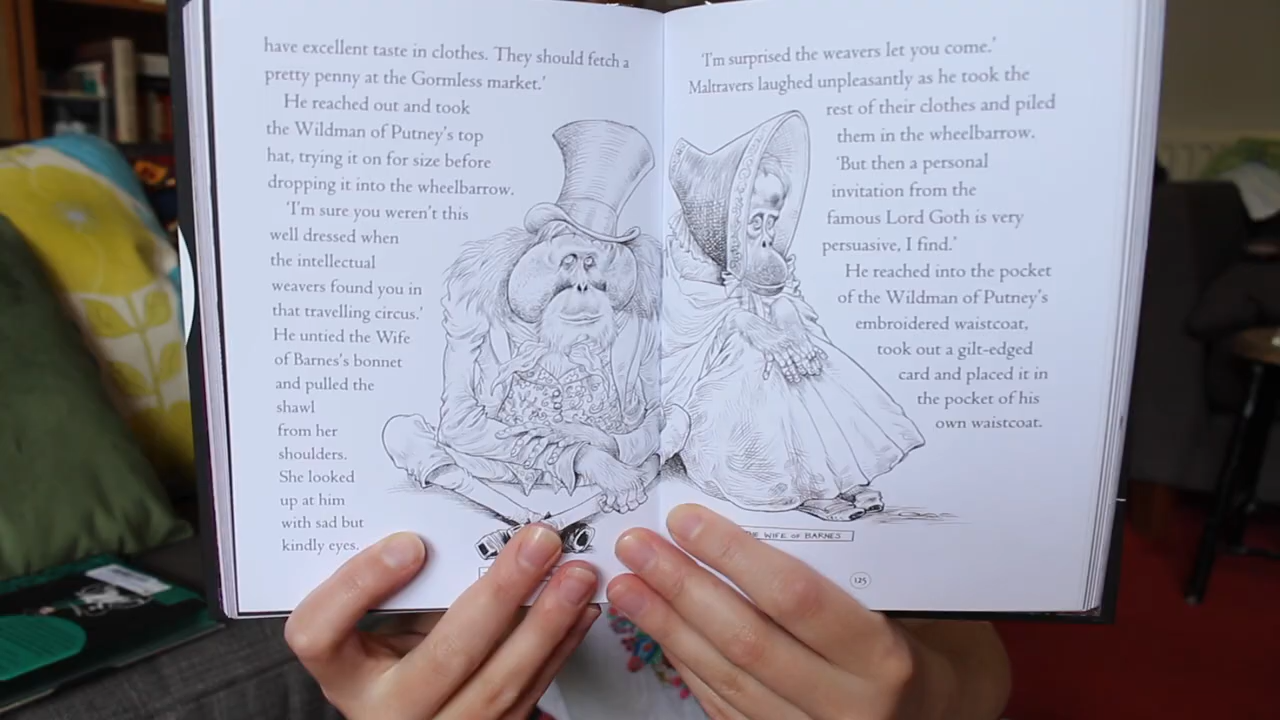 have excellent taste in clothes. They should fetch a
pretty penny at the Gormless market.’
He reached out and took
the Wildman of Putney’s top
hat, trying it on for size before
dropping it into the wheelbarrow.
‘I’m sure you weren’t this
well dressed when
the intellectual
weavers found you in
that travelling circus.’
He untied the Wife
of Barnes’s bonnet
and pulled the
shawl
from her
shoulders.
She looked
up at him
with sad but
kindly eyes.
‘I’m surprised the weavers let you come.’
Maltravers laughed unpleasantly as he took the
rest of their clothes and piled
them in the wheelbarrow.
‘But then a personal
invitation from the
famous Lord Goth is very
persuasive, I find.’
He reached into the pocket
of the Wildman of Putney’s
embroidered waistcoat,
took out a gilt-edged
card and placed it in
the pocket of his
own waistcoat.
WIFE OF BARNES
125